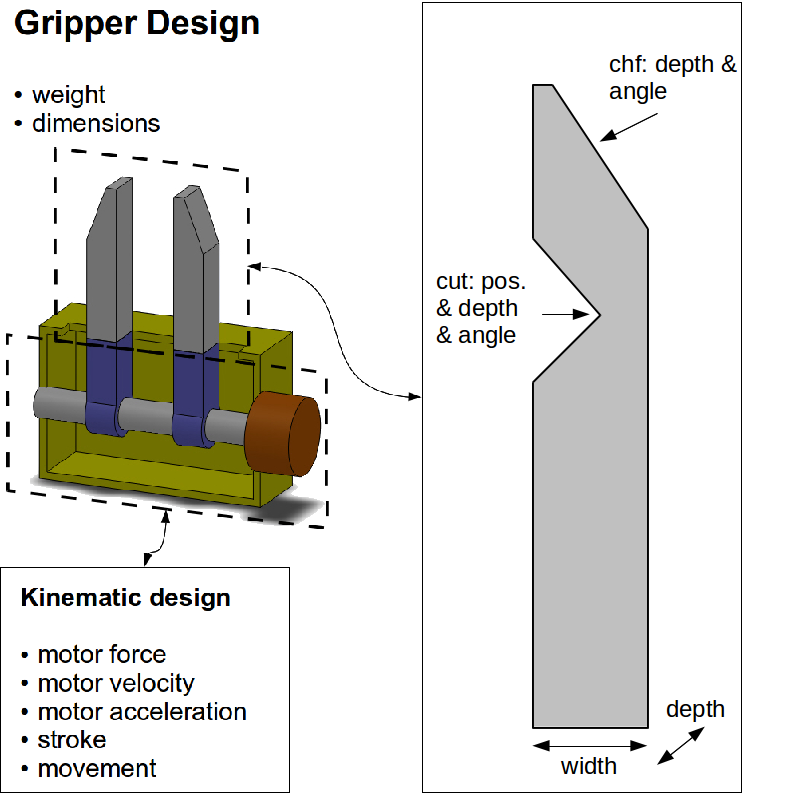 Gripper Design
• weight
• dimensions
chf: depth &
angle
cut: pos.
& depth
& angle
Kinematic design
• motor force
• motor velocity
• motor acceleration
• stroke
• movement
depth
width